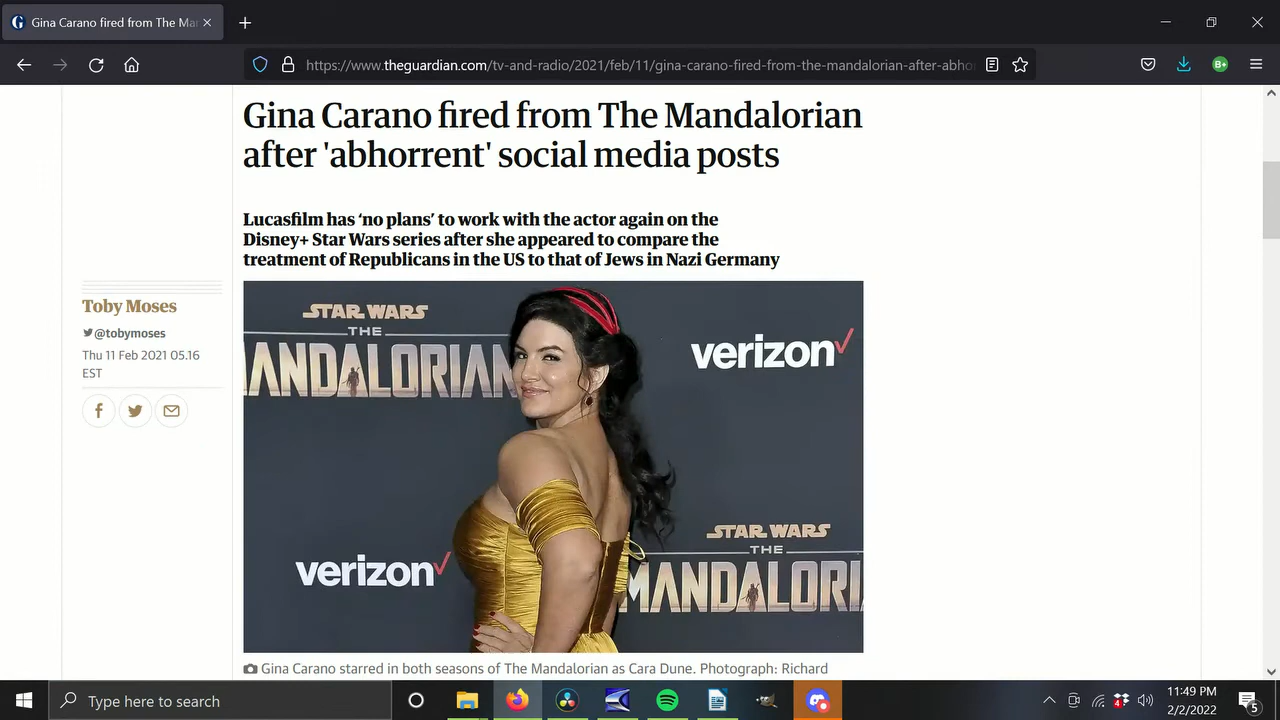 Gina Carano fired from The Ma
https://www.theguardian.com/tv-and-radio/2021/feb/11/gina-carano-fired-from-the-mandalorian-after-abho
B+
Gina Carano fired from The Mandalorian
after 'abhorrent' social media posts
Lucasfilm has ‘no plans’ to work with the actor again on the
Disney+ Star Wars series after she appeared to compare the
treatment of Republicans in the US to that of Jews in Nazi Germany
Toby Moses
@tobymoses
Thu 11 Feb 2021 05.16
EST
STAR WARS
THE
MANDALORIAN
verizon
verizon
STAR WARS
THE
MANDALORI
Gina Carano starred in both seasons of The Mandalorian as Cara Dune. Photograph: Richard
Type here to search
4
11:49 PM
2/2/2022
5